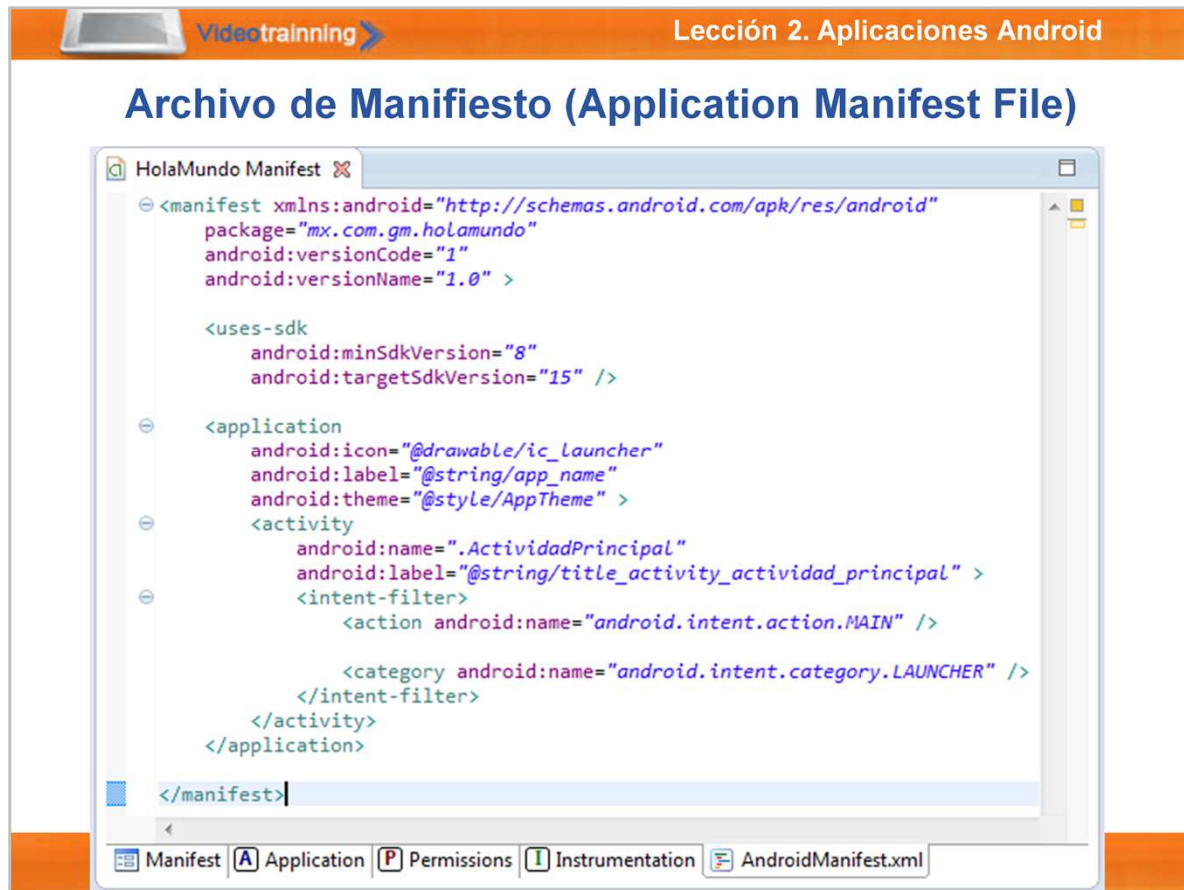 Videotrainning
Lección 2. Aplicaciones Android
Archivo de Manifiesto (Application Manifest File)
HolaMundo Manifest
<manifest xmlns:android="http://schemas.android.com/apk/res/android"
    package="mx.com.gm.holamundo"
    android:versionCode="1"
    android:versionName="1.0" >
    <uses-sdk
        android:minSdkVersion="8"
        android:targetSdkVersion="15" />
    <application
        android:icon="@drawable/ic_launcher"
        android:label="@string/app_name"
        android:theme="@style/AppTheme" >
        <activity
            android:name=".ActividadPrincipal"
            android:label="@string/title_activity_actividad_principal" >
            <intent-filter>
                <action android:name="android.intent.action.MAIN" />
                <category android:name="android.intent.category.LAUNCHER" />
            </intent-filter>
        </activity>
    </application>
</manifest>
Manifest A Application P Permissions I Instrumentation AndroidManifest.xml